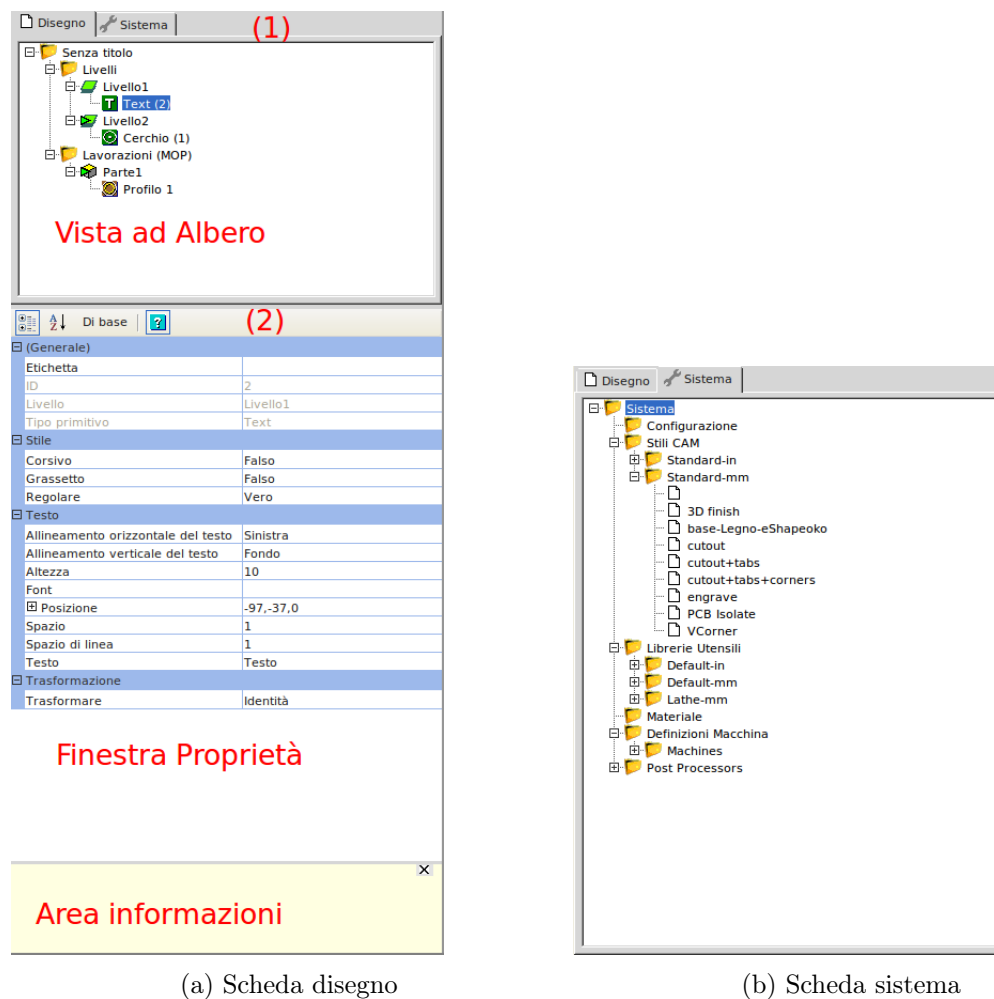 Disegno Sistema (1)
Senza titolo
Livelli
Livello1
T Text (2)
Livello2
Cerchio (1)
Lavorazioni (MOP)
Parte1
Profilo 1
Vista ad Albero
AZ Di base ? (2)
(Generale)
Etichetta
ID 2
Livello Livello1
Tipo primitivo Text
Stile
Corsivo Falso
Grassetto Falso
Regolare Vero
Testo
Allineamento orizzontale del testo Sinistra
Allineamento verticale del testo Fondo
Altezza 10
Font
Posizione -97,-37,0
Spazio 1
Spazio di linea 1
Testo Testo
Trasformazione
Trasformare Identità
Finestra Proprietà
Area informazioni
(a) Scheda disegno
Disegno Sistema
Sistema
Configurazione
Stili CAM
Standard-in
Standard-mm
3D finish
base-Legno-eShapeoko
cutout
cutout+tabs
cutout+tabs+corners
engrave
PCB Isolate
VCorner
Librerie Utensili
Default-in
Default-mm
Lathe-mm
Materiale
Definizioni Macchina
Machines
Post Processors
(b) Scheda sistema